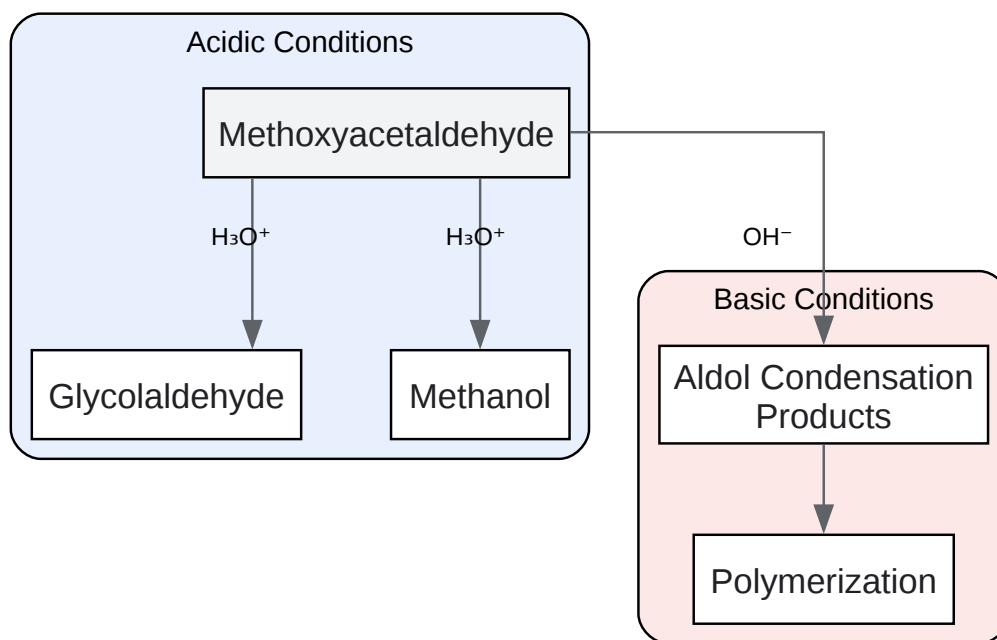 Acidic Conditions
Methoxyacetaldehyde
H₃O⁺
H₃O⁺
OH⁻
Glycolaldehyde
Methanol
Basic Conditions
Aldol Condensation
Products
Polymerization